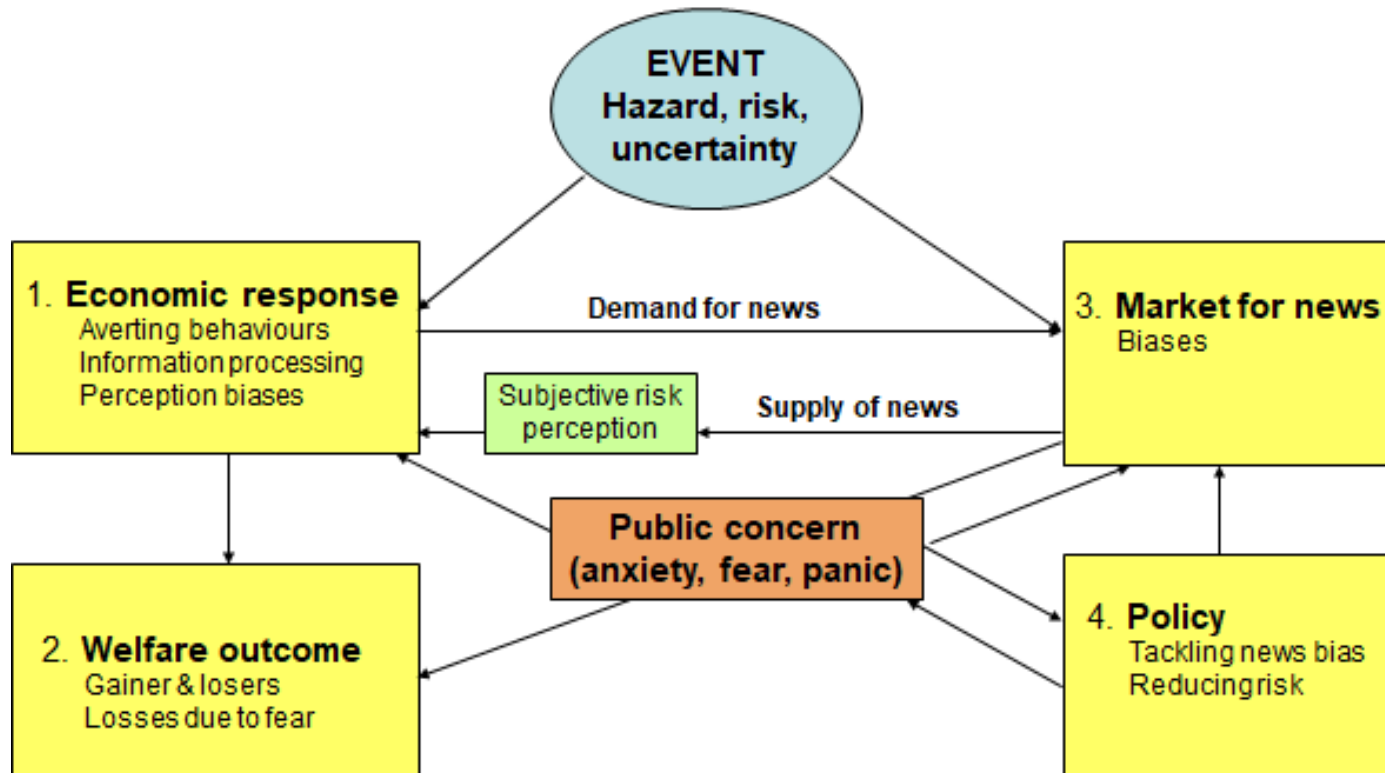 EVENT
Hazard, risk,
uncertainty
1. Economic response
Averting behaviours
Information processing
Perception biases
Demand for news
3. Market for news
Biases
Subjective risk
perception
Supply of news
Public concern
(anxiety, fear, panic)
2. Welfare outcome
Gainer & losers
Losses due to fear
4. Policy
Tackling news bias
Reducing risk